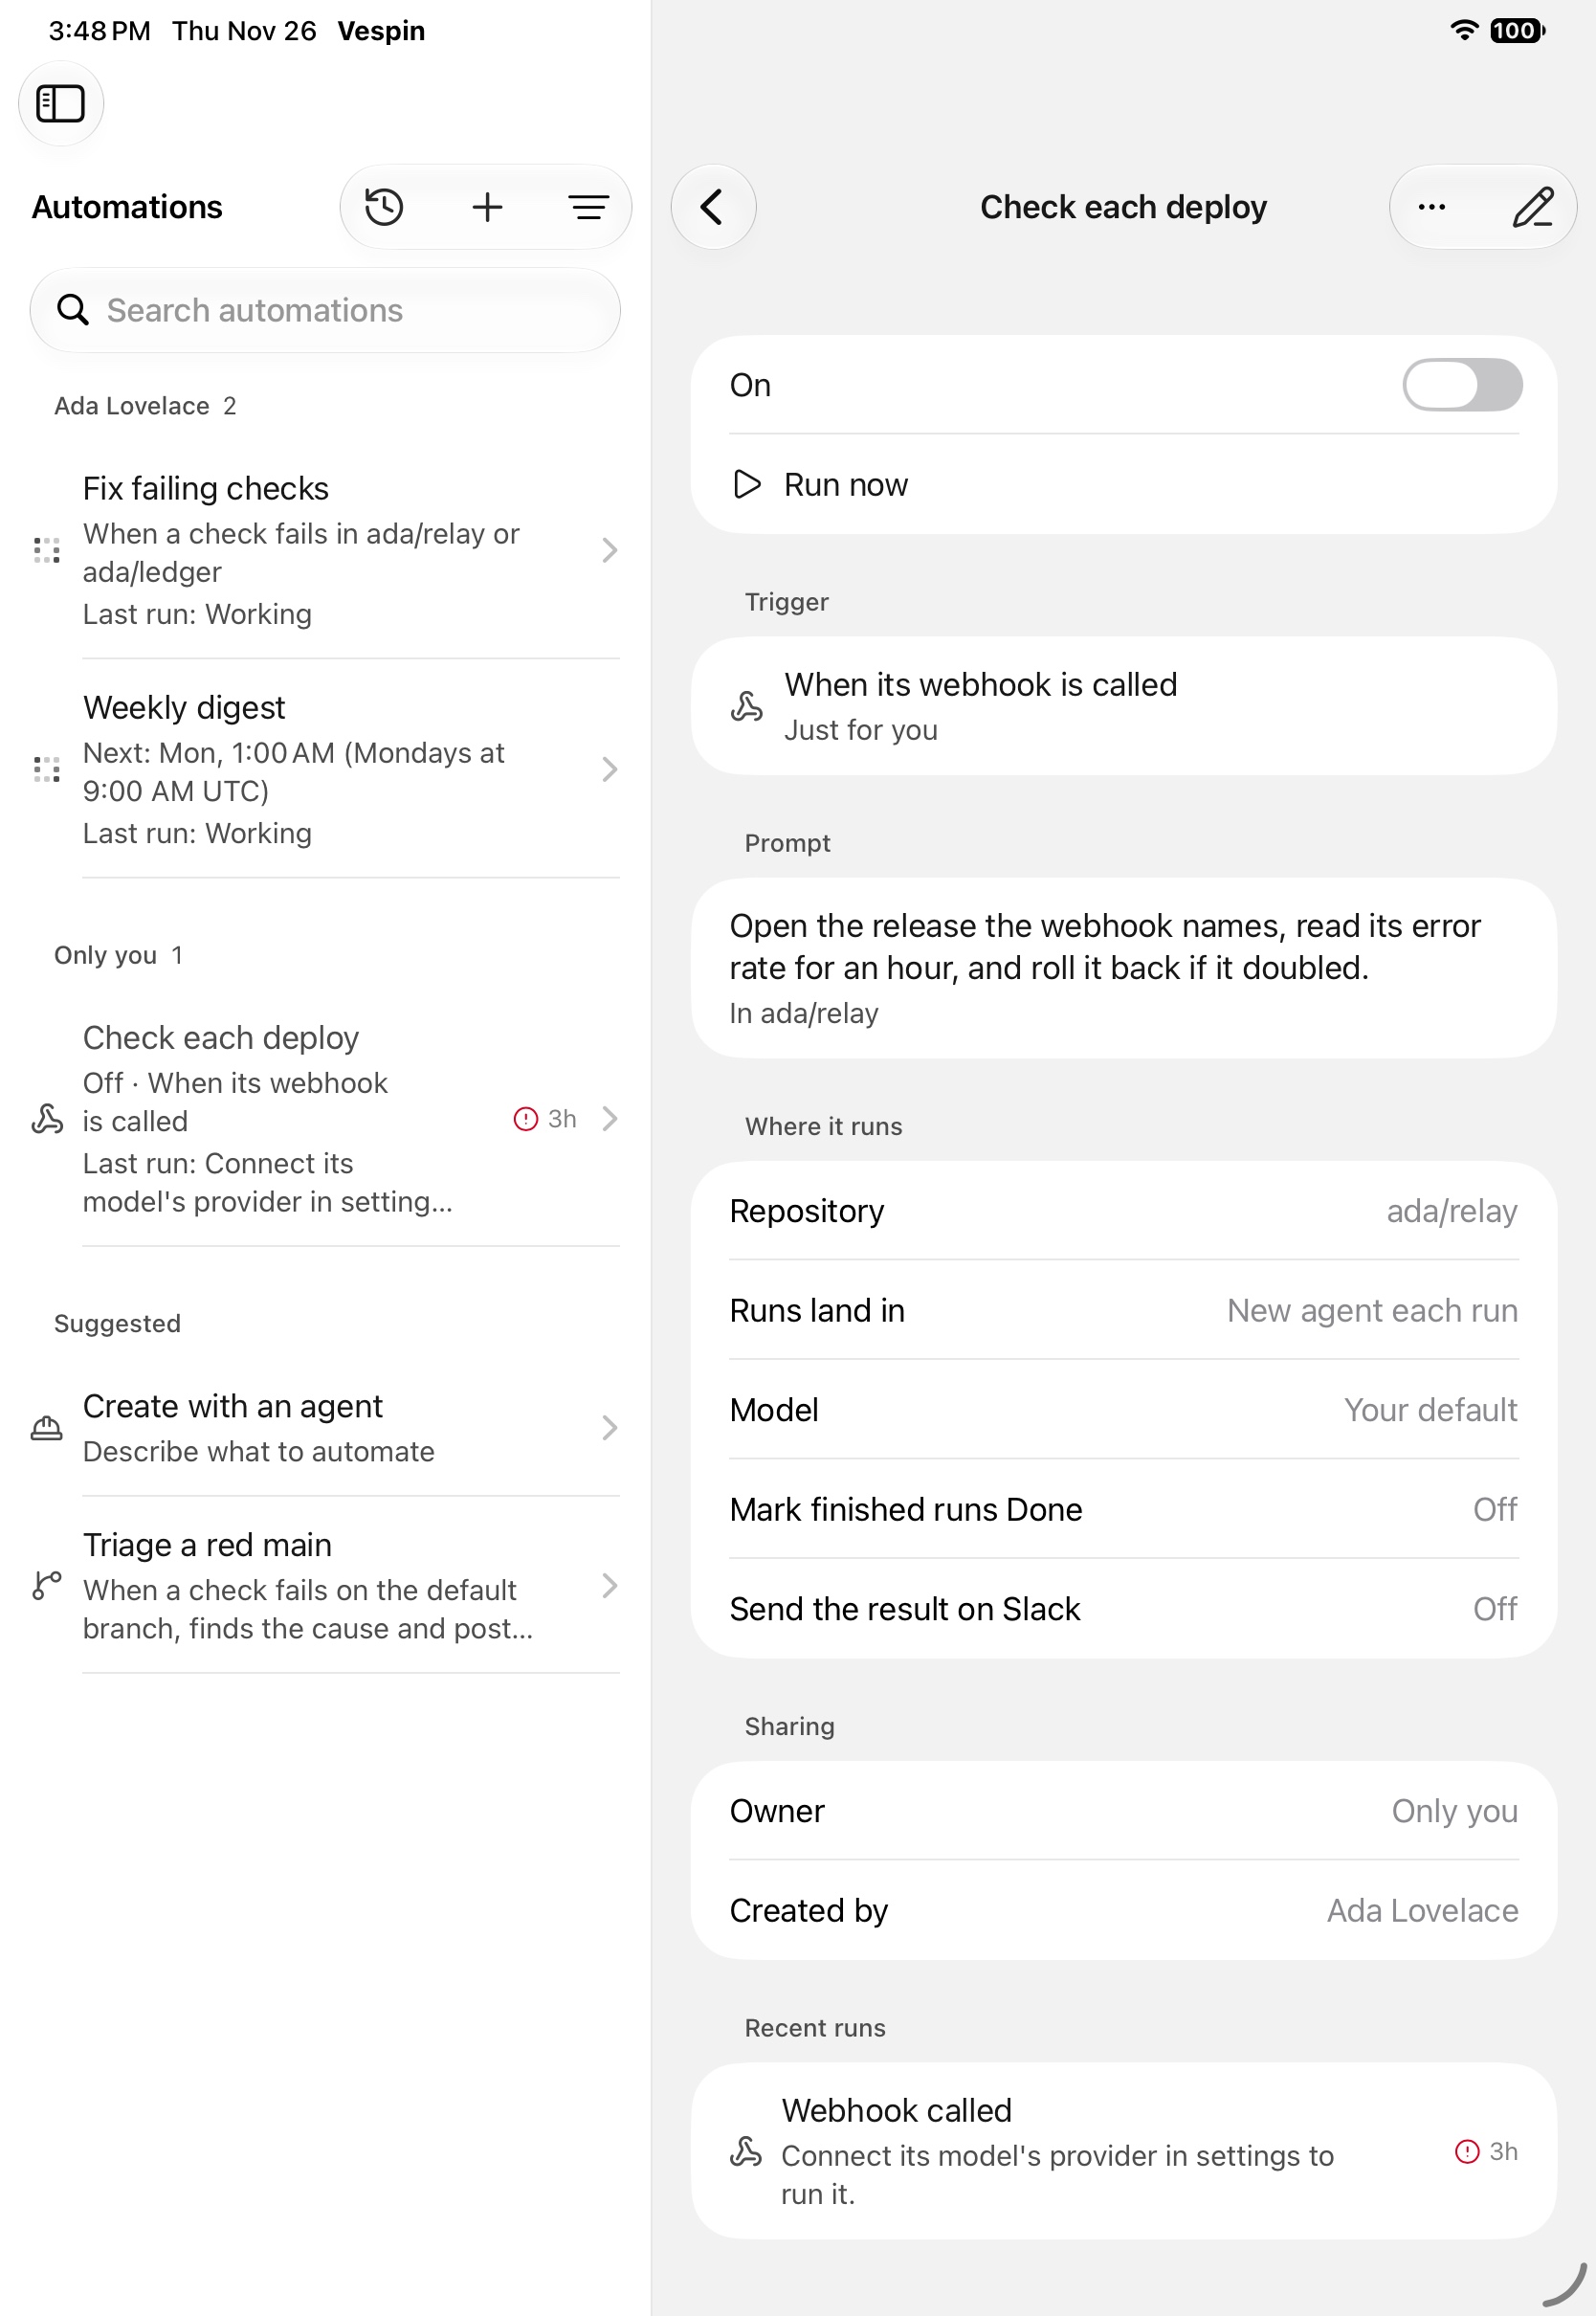 3:48 PM Thu Nov 26 Vespin
100
Automations
Search automations
Ada Lovelace 2
Fix failing checks
When a check fails in ada/relay or
ada/ledger
Last run: Working
Weekly digest
Next: Mon, 1:00 AM (Mondays at
9:00 AM UTC)
Last run: Working
Only you 1
Check each deploy
Off · When its webhook
is called
3h
Last run: Connect its
model's provider in setting...
Suggested
Create with an agent
Describe what to automate
Triage a red main
When a check fails on the default
branch, finds the cause and post...
Check each deploy
On
Run now
Trigger
When its webhook is called
Just for you
Prompt
Open the release the webhook names, read its error
rate for an hour, and roll it back if it doubled.
In ada/relay
Where it runs
Repository ada/relay
Runs land in New agent each run
Model Your default
Mark finished runs Done Off
Send the result on Slack Off
Sharing
Owner Only you
Created by Ada Lovelace
Recent runs
Webhook called
Connect its model's provider in settings to
run it.
3h